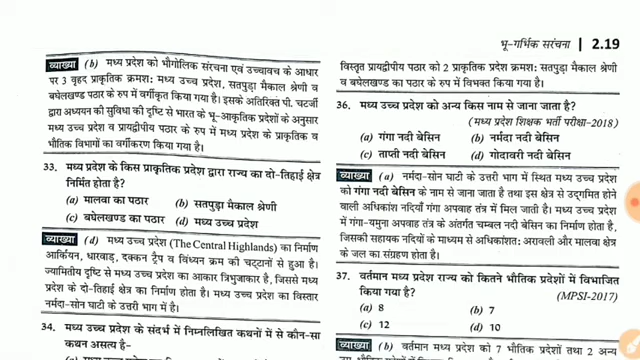 भू-गर्भिक संरचना | 2.19
व्याख्या (b) मध्य प्रदेश को भौगोलिक संरचना एवं उच्चावच के आधार
पर 3 वृहद प्राकृतिक क्रमशः मध्य उच्च प्रदेश, सतपुड़ा मैकाल श्रेणी व
बघेलखण्ड पठार के रूप में वर्गीकृत किया गया है। इसके अतिरिक्त पी. चटर्जी
द्वारा अध्ययन की सुविधा की दृष्टि से भारत के भू-आकृतिक प्रदेशों के अनुसार
मध्य उच्च प्रदेश व प्रायद्वीपीय पठार के रूप में मध्य प्रदेश के प्राकृतिक व
भौतिक विभागों का वर्गीकरण किया गया है।
33. मध्य प्रदेश के किस प्राकृतिक प्रदेश द्वारा राज्य का दो-तिहाई क्षेत्र
निर्मित होता है?
(a) मालवा का पठार (b) सतपुड़ा मैकाल श्रेणी
(c) बघेलखण्ड का पठार (d) मध्य उच्च प्रदेश
व्याख्या (d) मध्य उच्च प्रदेश (The Central Highlands) का निर्माण
आर्कियन, धारवाड़, दक्कन ट्रैप व विंध्यन क्रम की चट्टानों से हुआ है।
ज्यामितीय दृष्टि से मध्य उच्च प्रदेश का आकार त्रिभुजाकार है, जिससे मध्य
प्रदेश के दो-तिहाई क्षेत्र का निर्माण होता है। मध्य उच्च प्रदेश का विस्तार
नर्मदा-सोन घाटी के उत्तरी भाग में है।
34. मध्य उच्च प्रदेश के संदर्भ में निम्नलिखित कथनों में से कौन-सा
कथन असत्य है-
विस्तृत प्रायद्वीपीय पठार को 2 प्राकृतिक प्रदेश क्रमशः सतपुड़ा मैकाल श्रेणी
व बघेलखण्ड का पठार के रूप में विभक्त किया गया है।
36. मध्य उच्च प्रदेश को अन्य किस नाम से जाना जाता है?
(मध्य प्रदेश शिक्षक भर्ती परीक्षा-2018)
(a) गंगा नदी बेसिन (b) नर्मदा नदी बेसिन
(c) ताप्ती नदी बेसिन (d) गोदावरी नदी बेसिन
व्याख्या (a) नर्मदा-सोन घाटी के उत्तरी भाग में स्थित मध्य उच्च प्रदेश
को गंगा नदी बेसिन के नाम से जाना जाता है तथा इस क्षेत्र से उद्गमित होने
वाली अधिकांश नदियाँ गंगा अपवाह तंत्र में मिल जाती है। मध्य उच्च प्रदेश
में गंगा-यमुना अपवाह तंत्र के अंतर्गत चम्बल नदी बेसिन का निर्माण होता है,
जिसकी सहायक नदियों के माध्यम से अधिकांशतः अरावली और मालवा क्षेत्र
के जल का संग्रहण होता है।
37. वर्तमान मध्य प्रदेश राज्य को कितने भौतिक प्रदेशों में विभाजित
किया गया है? (MPSI-2017)
(a) 8 (b) 7
(c) 12 (d) 10
व्याख्या (b) वर्तमान मध्य प्रदेश को 7 भौतिक प्रदेशों तथा 2 अन्य